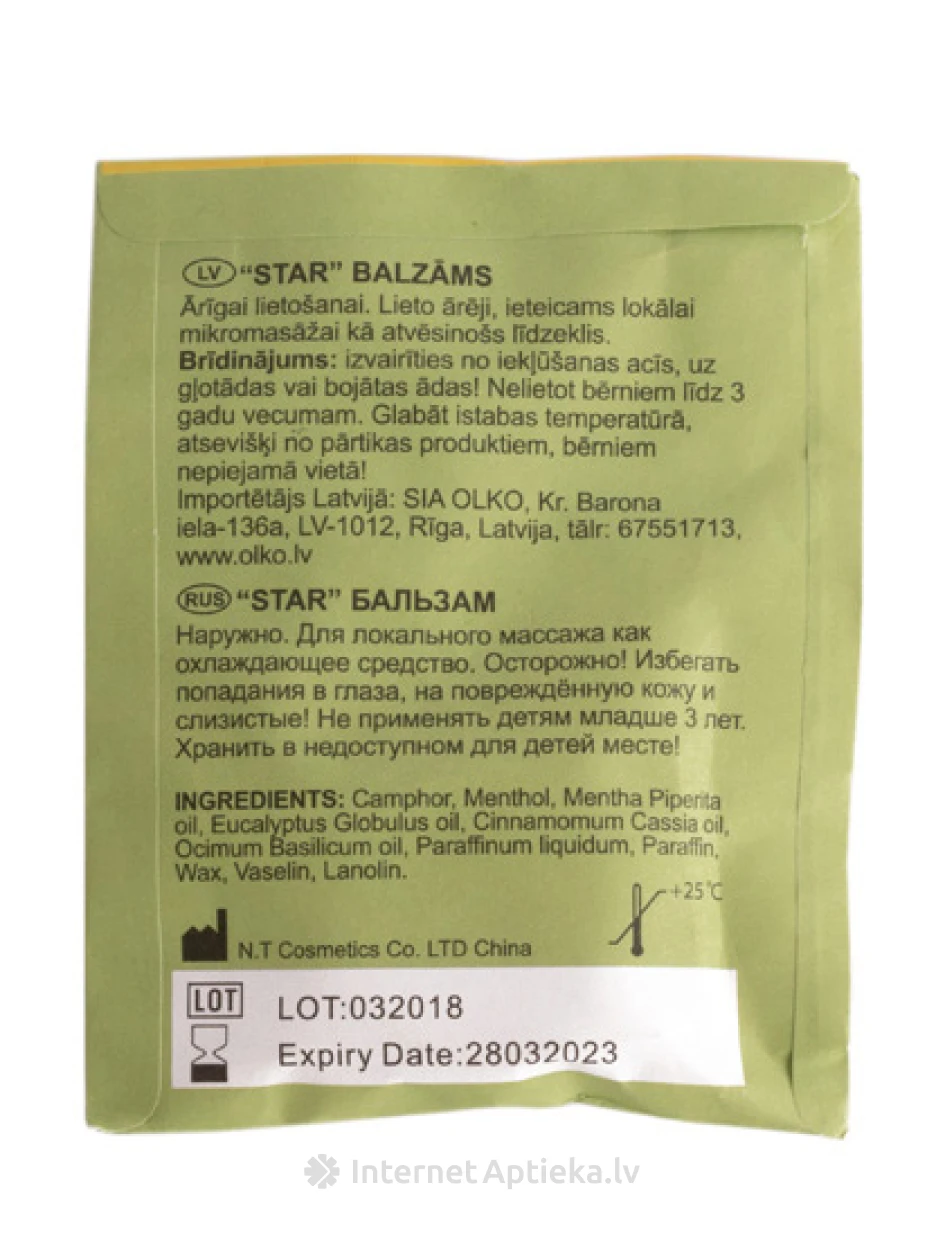 LV "STAR" BALZĀMS
Ārīgai lietošanai. Lieto ārēji, ieteicams lokālai
mikromasāžai kā atvēsinošs līdzeklis.
Brīdinājums: izvairīties no iekļūšanas acīs, uz
gļotādas vai bojātas ādas! Nelietot bērniem līdz 3
gadu vecumam. Glabāt istabas temperatūrā,
atsevišķi no pārtikas produktiem, bērniem
nepiejamā vietā!
Importētājs Latvijā: SIA OLKO, Kr. Barona
iela-136a, LV-1012, Rīga, Latvija, tālr: 67551713,
www.olko.lv
RUS "STAR" БАЛЬЗАМ
Наружно. Для локального массажа как
охлаждающее средство. Осторожно! Избегать
попадания в глаза, на повреждённую кожу и
слизистые! Не применять детям младше 3 лет.
Хранить в недоступном для детей месте!
INGREDIENTS: Camphor, Menthol, Mentha Piperita
oil, Eucalyptus Globulus oil, Cinnamomum Cassia oil,
Ocimum Basilicum oil, Paraffinum liquidum, Paraffin,
Wax, Vaselin, Lanolin.
+25°C
N.T Cosmetics Co. LTD China
LOT LOT:032018
Expiry Date:28032023
Internet Aptieka.lv